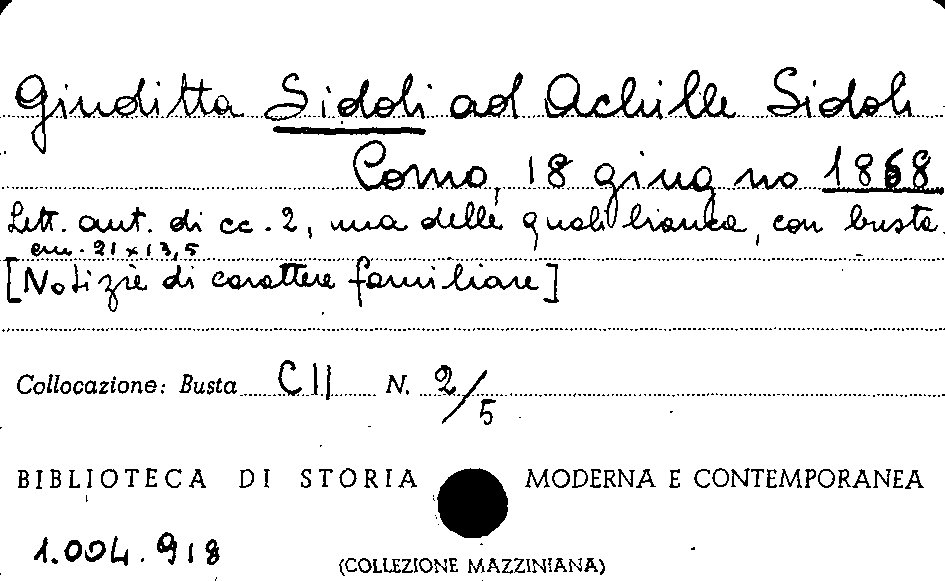 Giuditta Sidoli ad Achille Sidoli
Como, 18 giugno 1868
Lett. aut. di cc. 2, una delle quali bianca, con busta.
cm. 21 x 13,5
[Notizie di carattere familiare]
Collocazione: Busta CII N. 2/5
BIBLIOTECA DI STORIA MODERNA E CONTEMPORANEA
1.004.918
(COLLEZIONE MAZZINIANA)